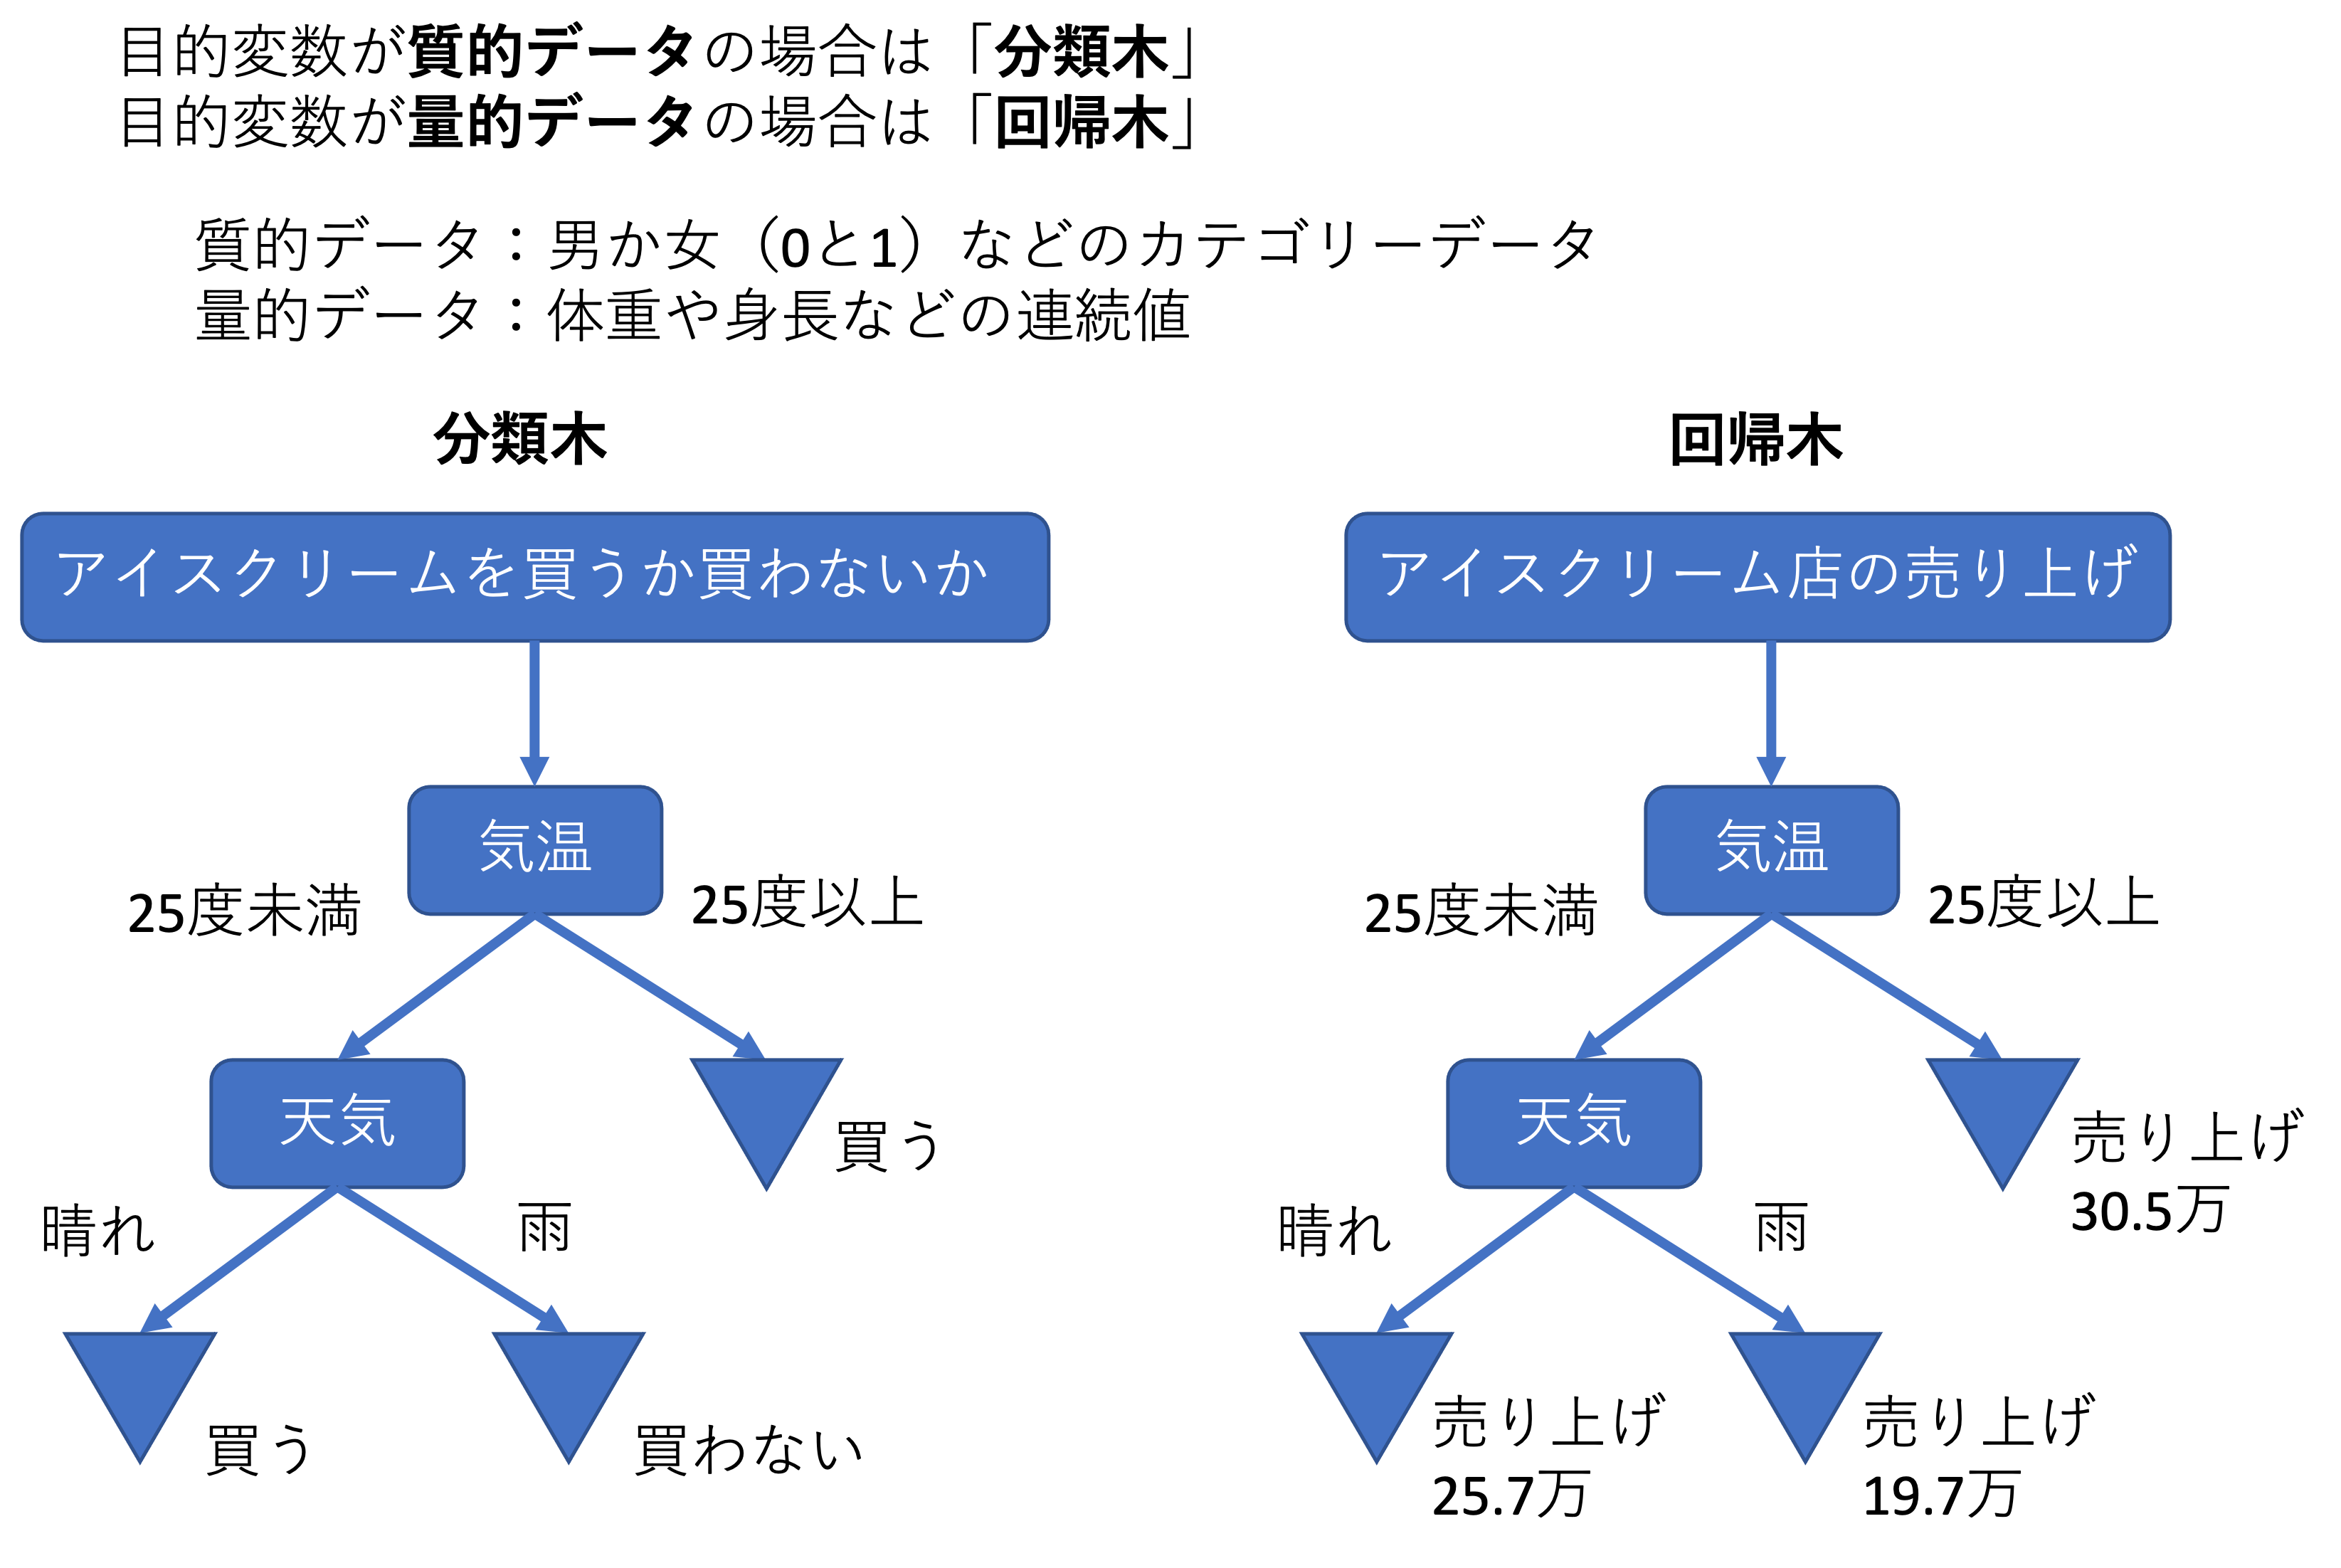 目的変数が質的データの場合は「分類木」
目的変数が量的データの場合は「回帰木」
質的データ：男か女（0と1）などのカテゴリーデータ
量的データ：体重や身長などの連続値
分類木
回帰木
アイスクリームを買うか買わないか
アイスクリーム店の売り上げ
気温
気温
25度未満
25度以上
25度未満
25度以上
天気
買う
天気
売り上げ
30.5万
晴れ
雨
晴れ
雨
買う
買わない
売り上げ
25.7万
売り上げ
19.7万